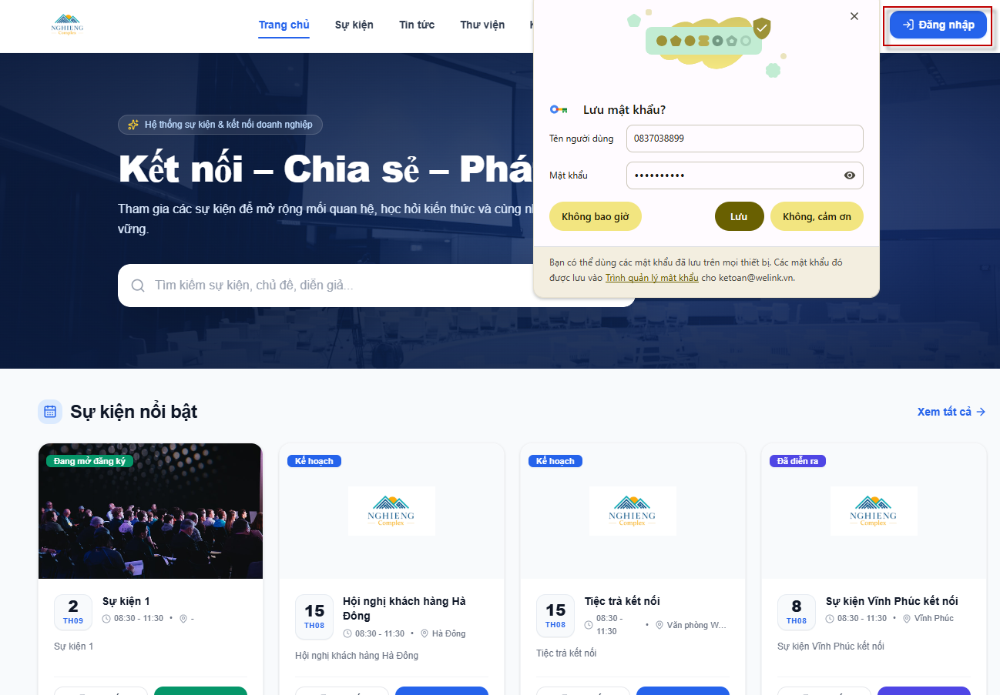 NGHIENG
Complex
Trang chủ
Sự kiện
Tin tức
Thư viện
Đăng nhập
Lưu mật khẩu?
Tên người dùng
0837038899
Mật khẩu
••••••••••
Không bao giờ
Lưu
Không, cảm ơn
Bạn có thể dùng các mật khẩu đã lưu trên mọi thiết bị. Các mật khẩu đó
được lưu vào Trình quản lý mật khẩu cho ketoan@welink.vn.
Hệ thống sự kiện & kết nối doanh nghiệp
Kết nối – Chia sẻ – Phá
Tham gia các sự kiện để mở rộng mối quan hệ, học hỏi kiến thức và cùng
vững.
Tìm kiếm sự kiện, chủ đề, diễn giả...
Sự kiện nổi bật
Xem tất cả
Đang mở đăng ký
2
TH09
Sự kiện 1
08:30 - 11:30 • -
Sự kiện 1
Kế hoạch
NGHIENG
Complex
15
TH08
Hội nghị khách hàng Hà
Đông
08:30 - 11:30 • Hà Đông
Hội nghị khách hàng Hà Đông
Kế hoạch
NGHIENG
Complex
15
TH08
Tiệc trà kết nối
08:30 -
11:30
• Văn phòng W...
Tiệc trà kết nối
Đã diễn ra
NGHIENG
Complex
8
TH08
Sự kiện Vĩnh Phúc kết nối
08:30 - 11:30 • Vĩnh Phúc
Sự kiện Vĩnh Phúc kết nối